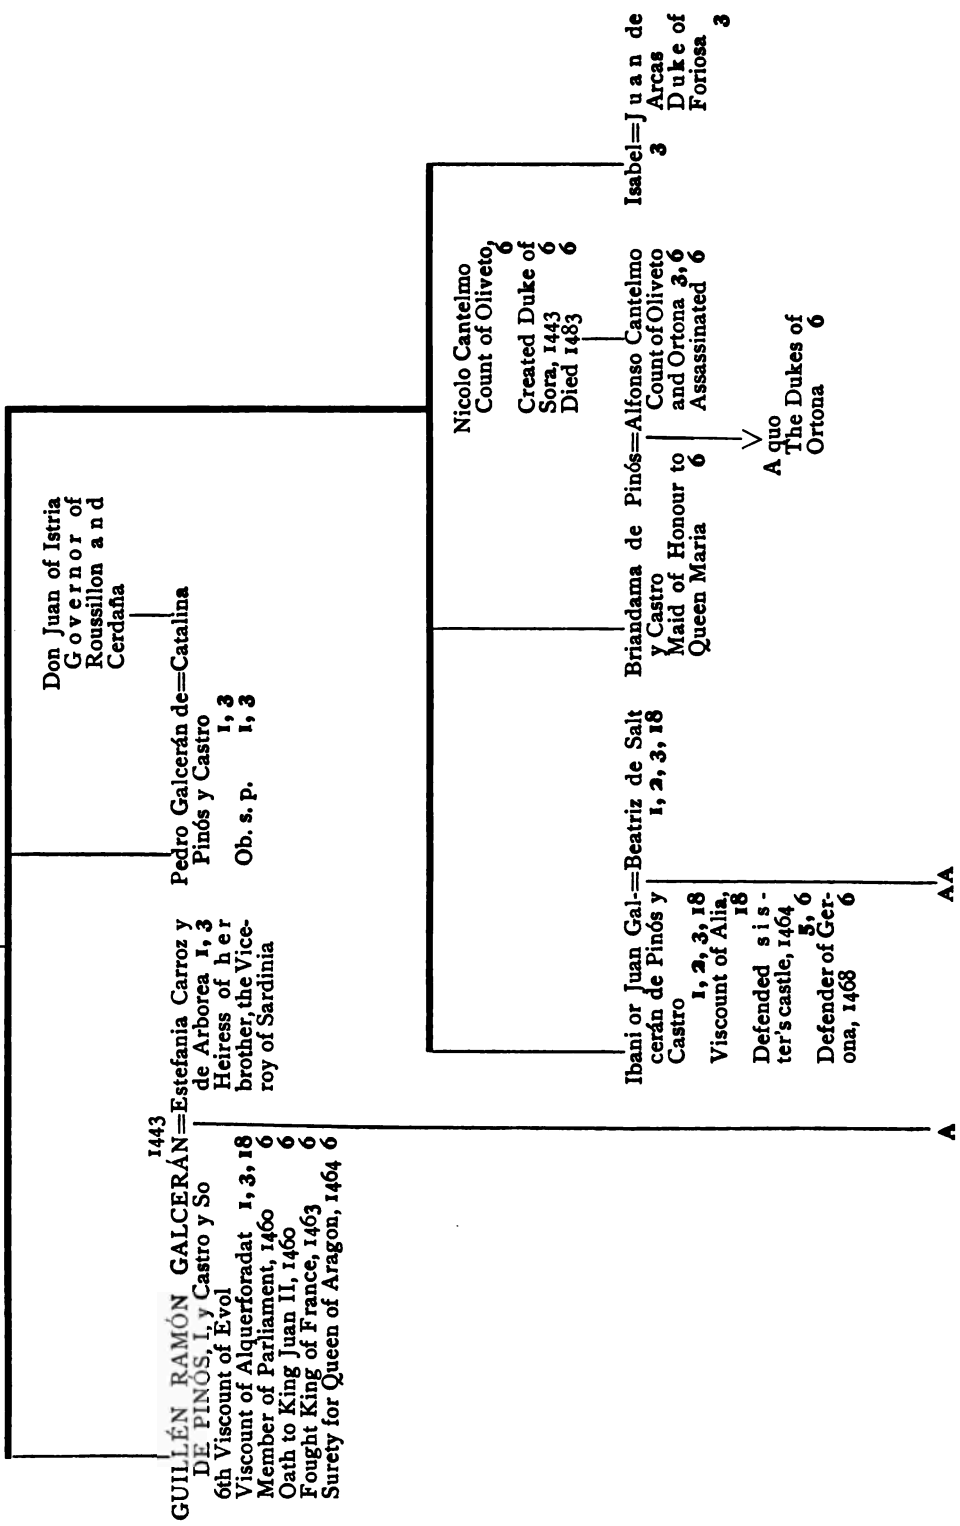 GUILLÉN RAMÓN GALCERÁN=Estefania Carroz y
1443
DE PINÓS, I, y Castro y So
6th Viscount of Evol
Viscount of Alquerforadat 1, 3, 18
Member of Parliament, 1460 6
Oath to King Juan II, 1460 6
Fought King of France, 1463 6
Surety for Queen of Aragon, 1464 6
de Arborea 1, 3
Heiress of her
brother, the Vice-
roy of Sardinia
A
Don Juan of Istria
Governor of
Roussillon and
Cerdaña
Pedro Galcerán de=Catalina
Pinós y Castro
1, 3
Ob. s. p. 1, 3
Ibani or Juan Gal-=Beatriz de Salt
cerán de Pinós y
Castro
1, 2, 3, 18
Viscount of Alia,
18
Defended sis-
ter's castle, 1464
5, 6
Defender of Ger-
ona, 1468 6
1, 2, 3, 18
AA
Nicolo Cantelmo
Count of Oliveto,
6
Created Duke of
Sora, 1443 6
Died 1483 6
Briandama de Pinós=Alfonso Cantelmo
y Castro
Maid of Honour to
Queen Maria 6
Count of Oliveto
and Ortona 3, 6
Assassinated 6
A quo
The Dukes of
Ortona 6
Isabel=Juan de
3
Arcas
Duke of
Foriosa
3